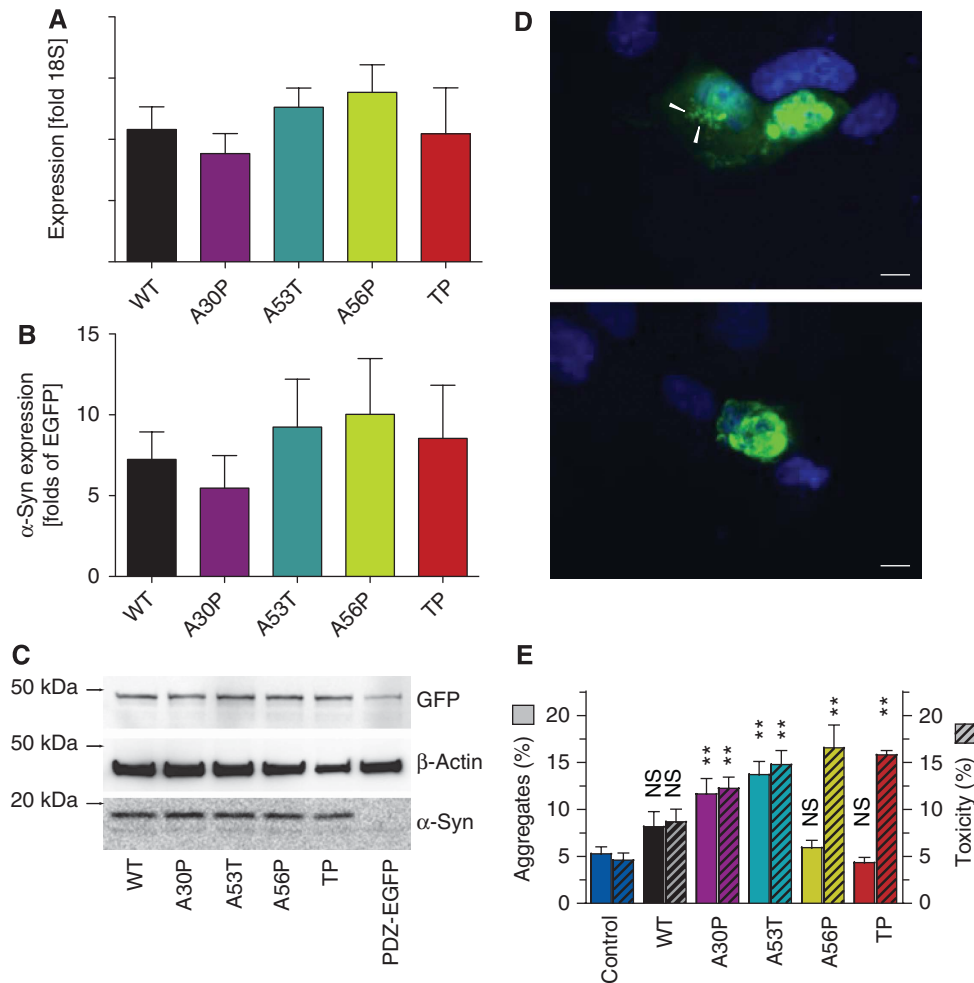 A
Expression [fold 18S]
WT
A30P
A53T
A56P
TP
B
α-Syn expression
[folds of EGFP]
15
10
5
0
WT
A30P
A53T
A56P
TP
C
50 kDa
GFP
50 kDa
β-Actin
20 kDa
α-Syn
WT
A30P
A53T
A56P
TP
PDZ-EGFP
D
E
Aggregates (%)
20
15
10
5
0
NS
NS
**
**
**
**
NS
**
NS
**
20
15
10
5
0
Toxicity (%)
Control
WT
A30P
A53T
A56P
TP